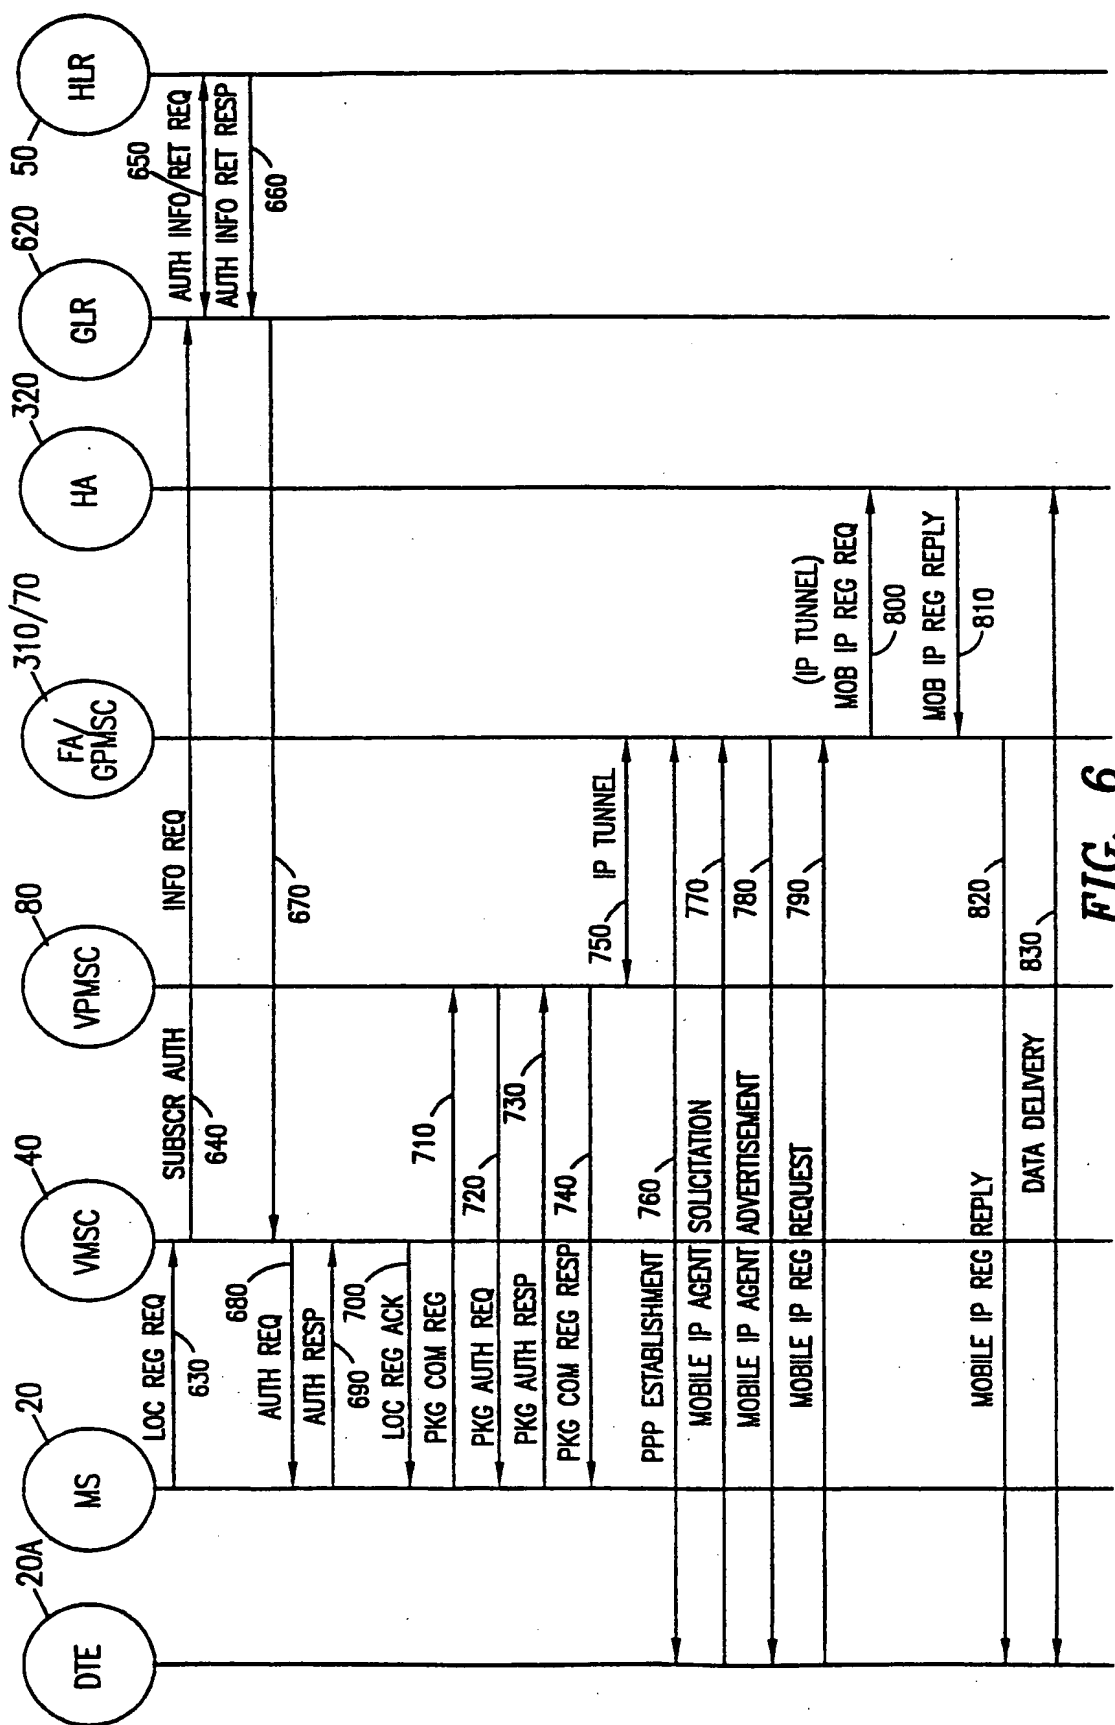 20A
DTE
20
MS
40
VMSC
80
VPMSC
310/70
FA/
GPMSC
320
HA
620
GLR
50
HLR
LOC REG REQ
630
SUBSCR AUTH
INFO REQ
640
AUTH INFO RET REQ
650
AUTH INFO RET RESP
660
670
680
AUTH REQ
AUTH RESP
690
700
LOC REG ACK
PKG COM REG
710
PKG AUTH REQ
720
PKG AUTH RESP
730
PKG COM REG RESP
740
750
IP TUNNEL
PPP ESTABLISHMENT
760
MOBILE IP AGENT SOLICITATION
770
MOBILE IP AGENT ADVERTISEMENT
780
MOBILE IP REG REQUEST
790
(IP TUNNEL)
MOB IP REG REQ
800
MOB IP REG REPLY
810
MOBILE IP REG REPLY
820
DATA DELIVERY
830
FIG. 6